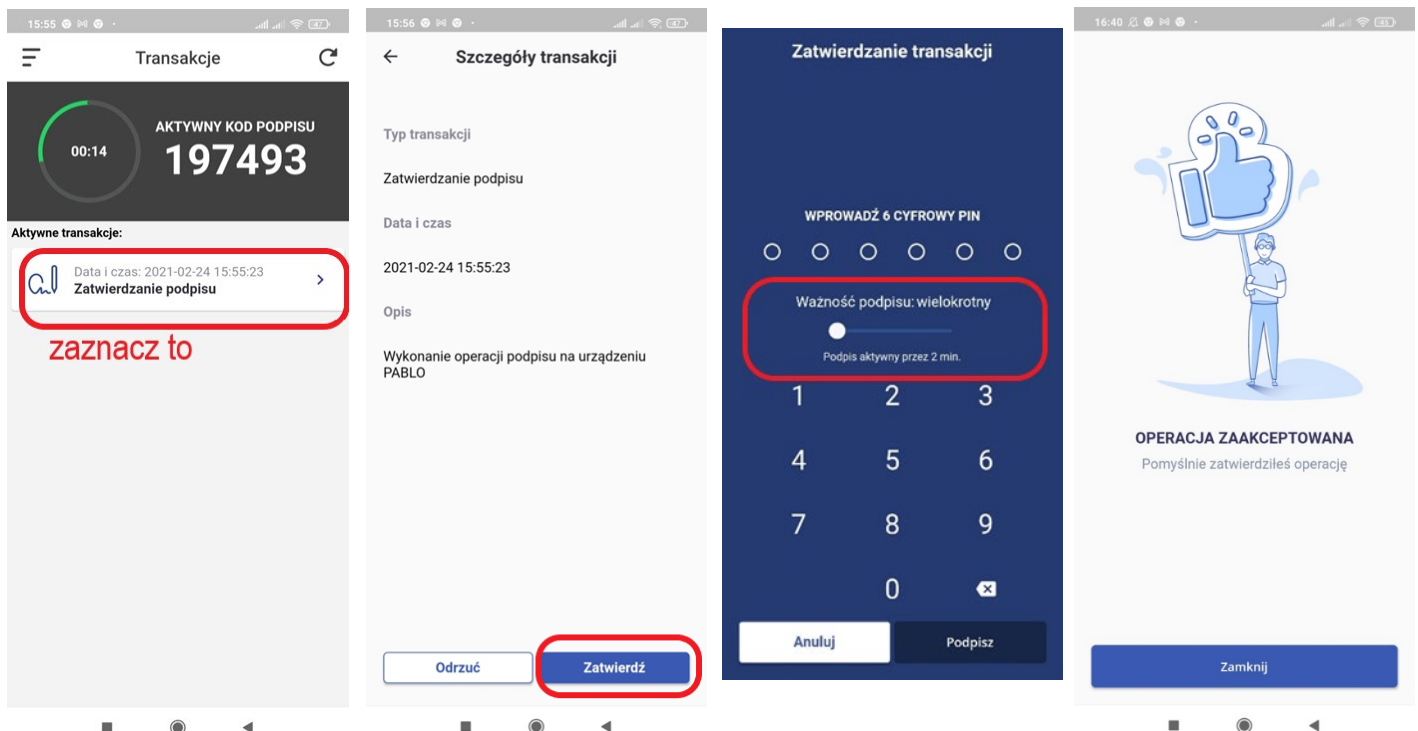 15:55
47
Transakcje
00:14
AKTYWNY KOD PODPISU
197493
Aktywne transakcje:
Data i czas: 2021-02-24 15:55:23
Zatwierdzanie podpisu
zaznacz to
15:56
47
Szczegóły transakcji
Typ transakcji
Zatwierdzanie podpisu
Data i czas
2021-02-24 15:55:23
Opis
Wykonanie operacji podpisu na urządzeniu
PABLO
Odrzuć
Zatwierdź
Zatwierdzanie transakcji
WPROWADŹ 6 CYFROWY PIN
Ważność podpisu: wielokrotny
Podpis aktywny przez 2 min.
1 2 3
4 5 6
7 8 9
0
Anuluj
Podpisz
16:40
45
OPERACJA ZAAKCEPTOWANA
Pomyślnie zatwierdziłeś operację
Zamknij